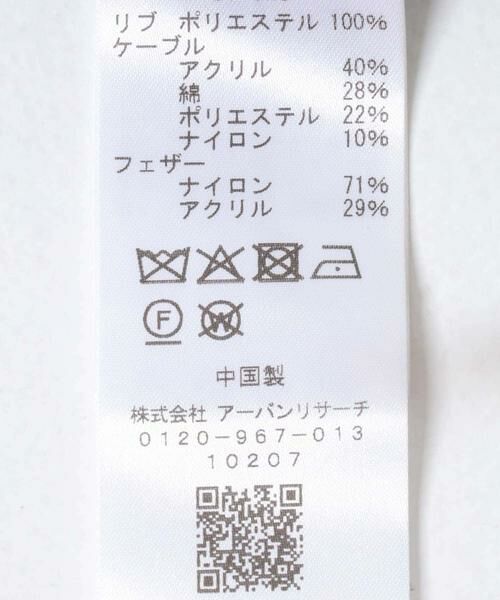 リブ ポリエステル 100%
ケーブル
アクリル 40%
綿 28%
ポリエステル 22%
ナイロン 10%
フェザー
ナイロン 71%
アクリル 29%
F W
中国製
株式会社 アーバンリサーチ
0120-967-013
10207